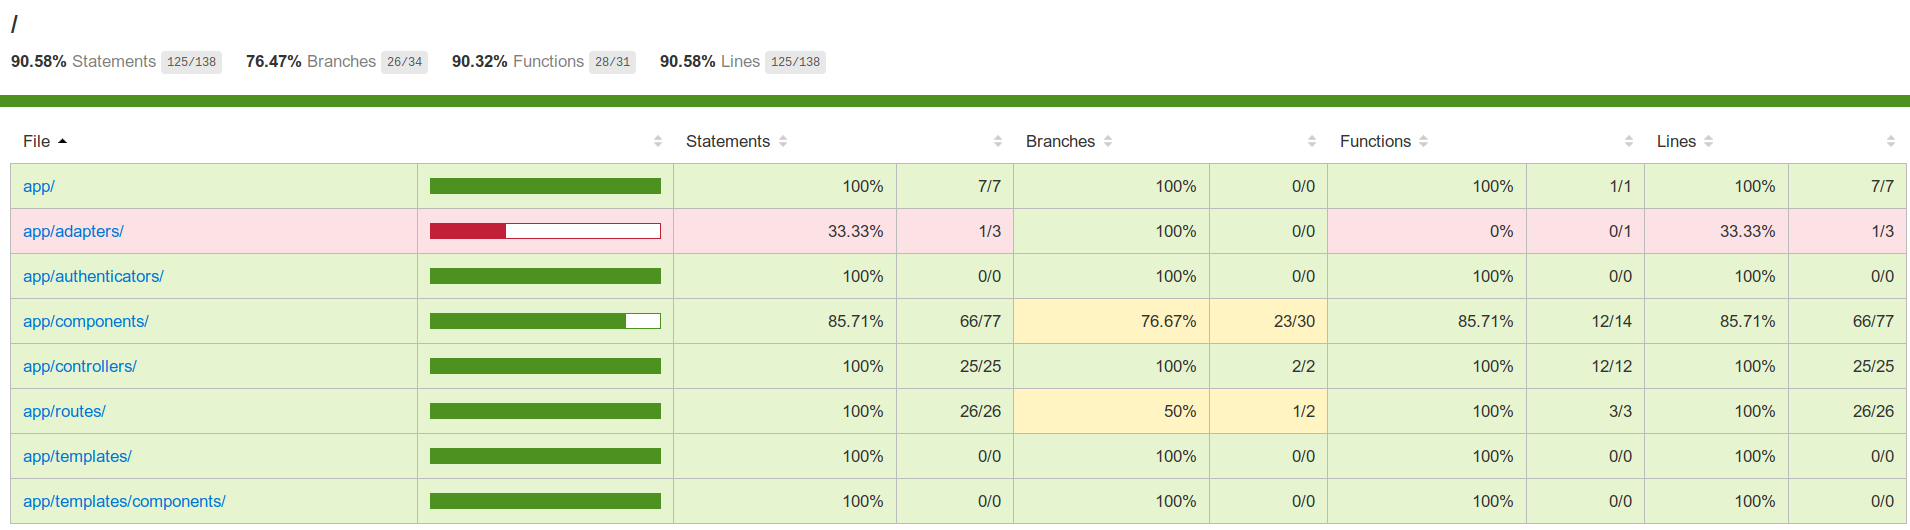 /
90.58% Statements 125/138 76.47% Branches 26/34 90.32% Functions 28/31 90.58% Lines 125/138
File Statements Branches Functions Lines
app/ 100% 7/7 100% 0/0 100% 1/1 100% 7/7
app/adapters/ 33.33% 1/3 100% 0/0 0% 0/1 33.33% 1/3
app/authenticators/ 100% 0/0 100% 0/0 100% 0/0 100% 0/0
app/components/ 85.71% 66/77 76.67% 23/30 85.71% 12/14 85.71% 66/77
app/controllers/ 100% 25/25 100% 2/2 100% 12/12 100% 25/25
app/routes/ 100% 26/26 50% 1/2 100% 3/3 100% 26/26
app/templates/ 100% 0/0 100% 0/0 100% 0/0 100% 0/0
app/templates/components/ 100% 0/0 100% 0/0 100% 0/0 100% 0/0